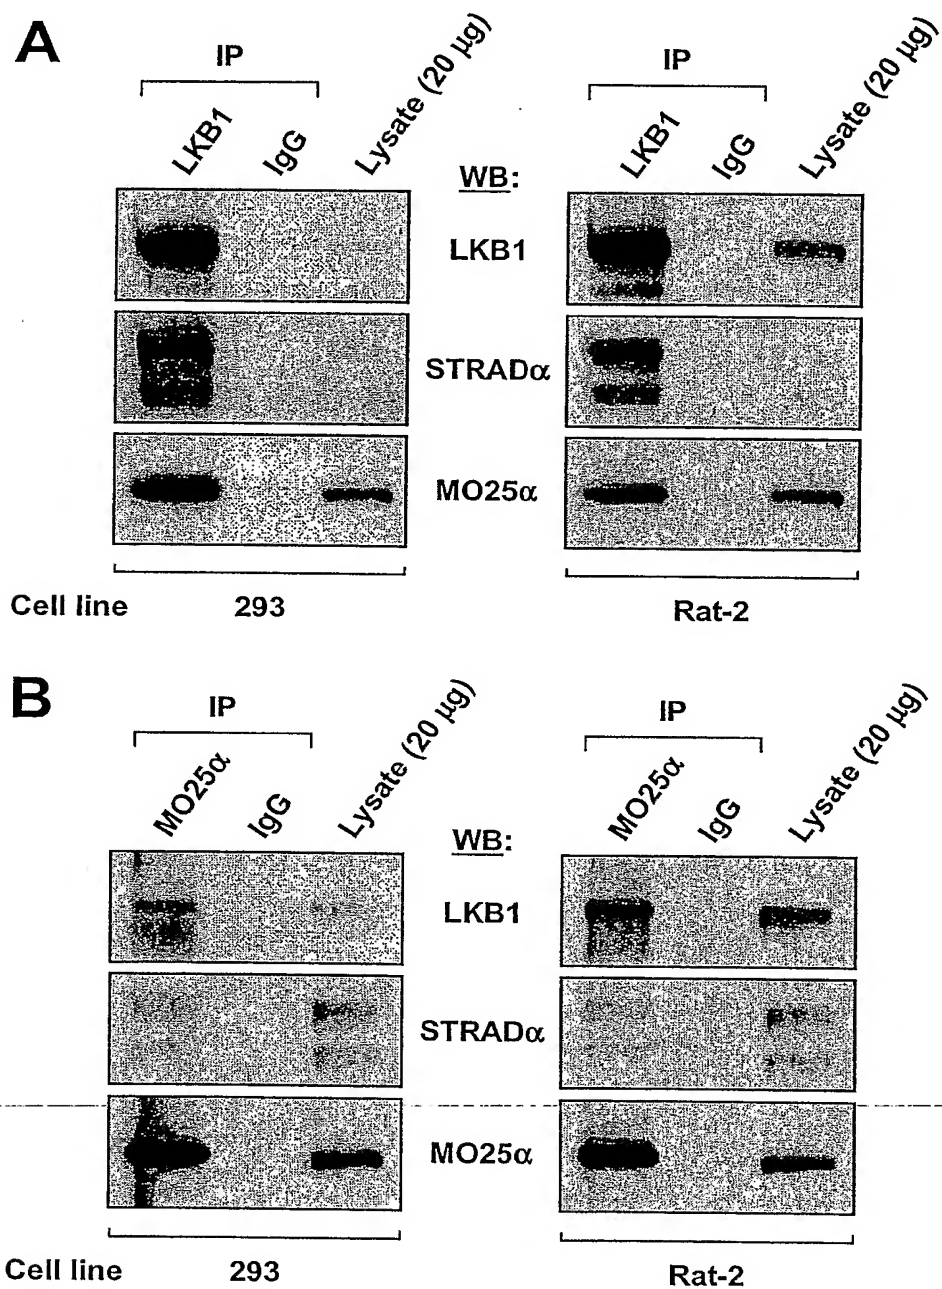 A
IP
LKB1
IgG
Lysate (20 µg)
IP
LKB1
IgG
Lysate (20 µg)
WB:
LKB1
STRADα
MO25α
Cell line
293
Rat-2
B
IP
MO25α
IgG
Lysate (20 µg)
IP
MO25α
IgG
Lysate (20 µg)
WB:
LKB1
STRADα
MO25α
Cell line
293
Rat-2